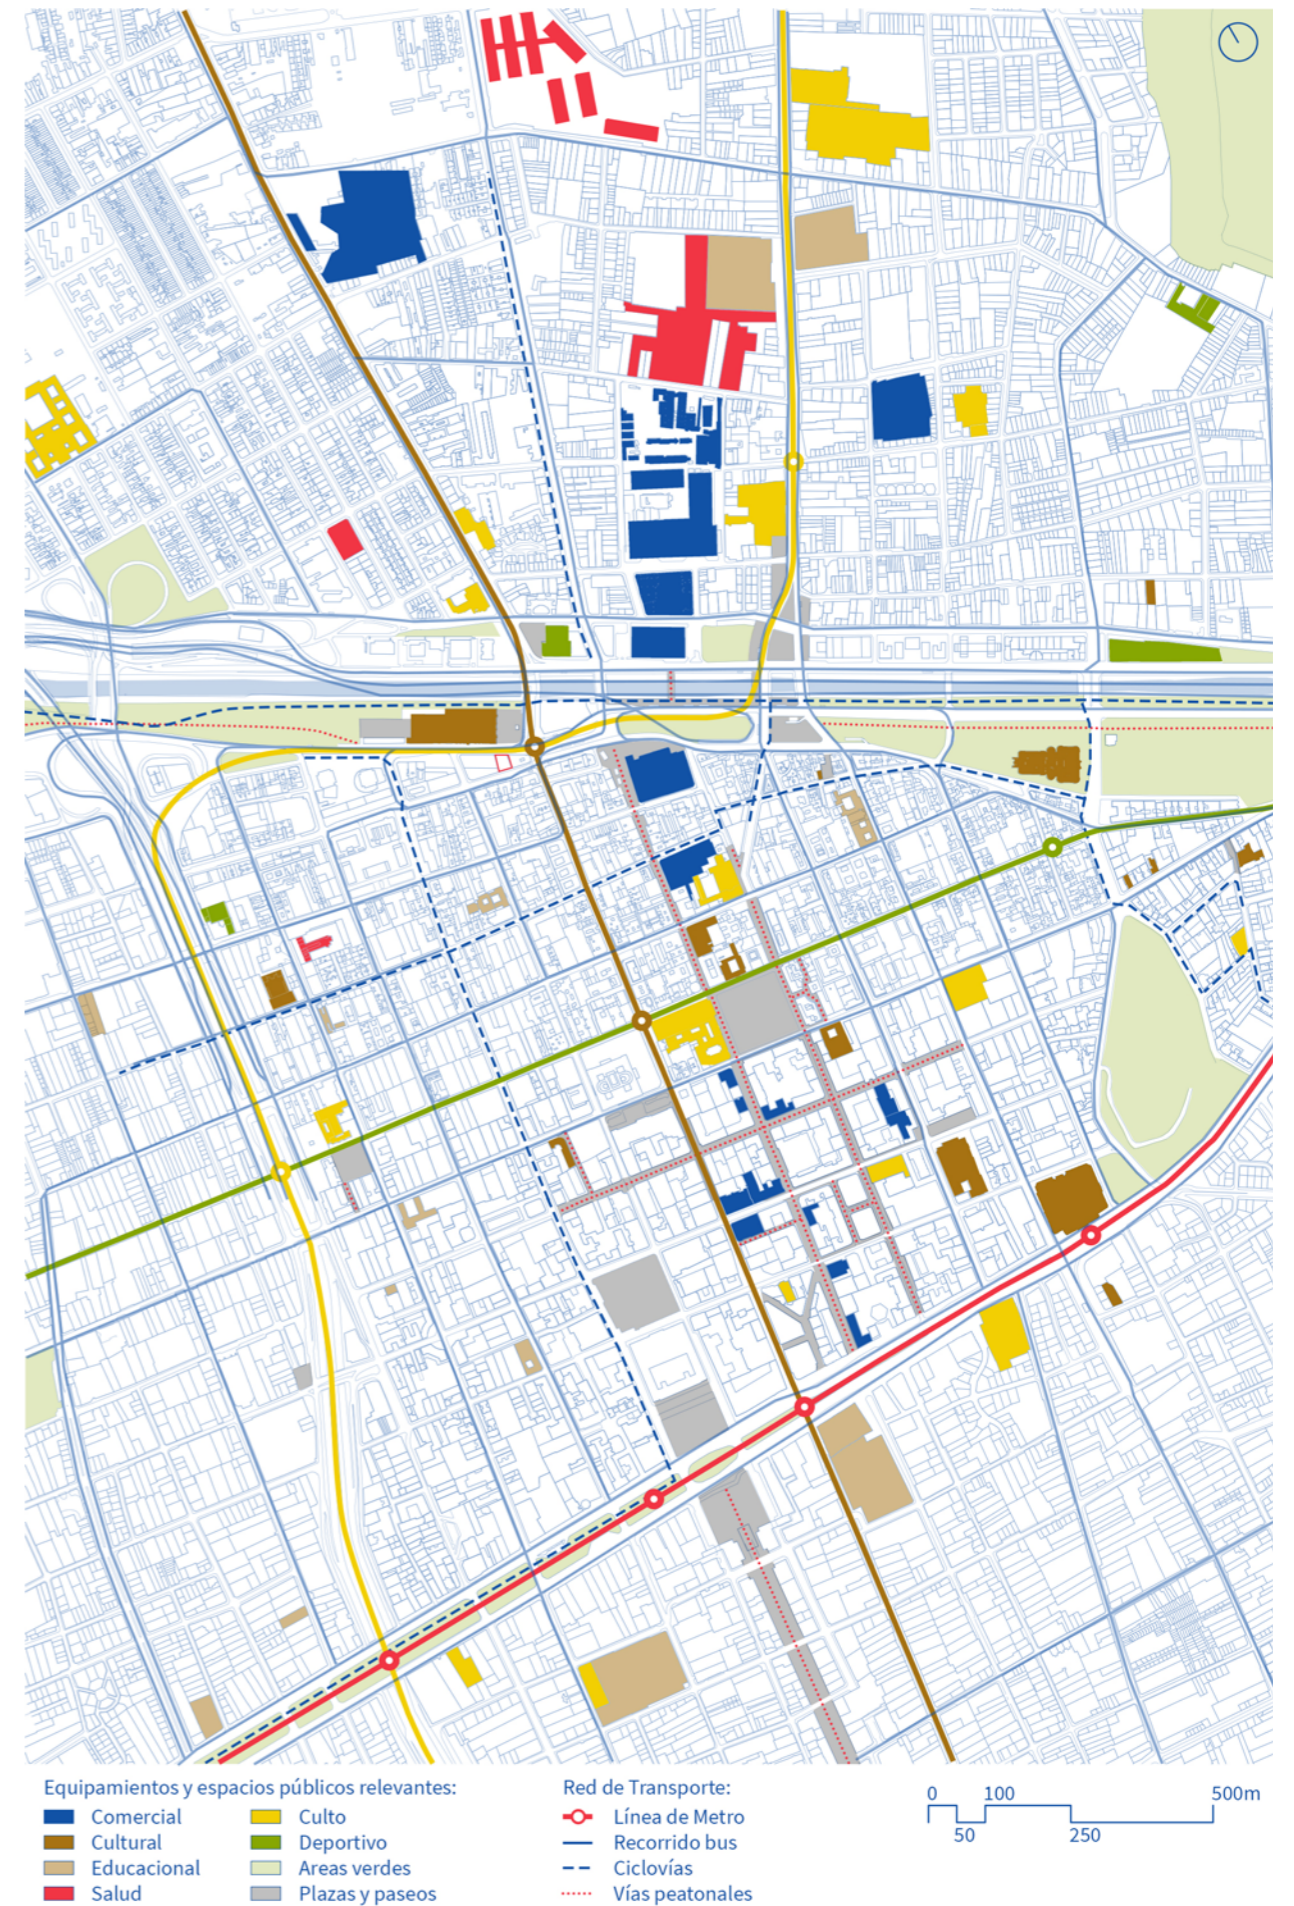 Equipamientos y espacios públicos relevantes:
Comercial
Cultural
Educacional
Salud
Culto
Deportivo
Areas verdes
Plazas y paseos
Red de Transporte:
Línea de Metro
Recorrido bus
Ciclovías
Vías peatonales
0 100 500m
50 250